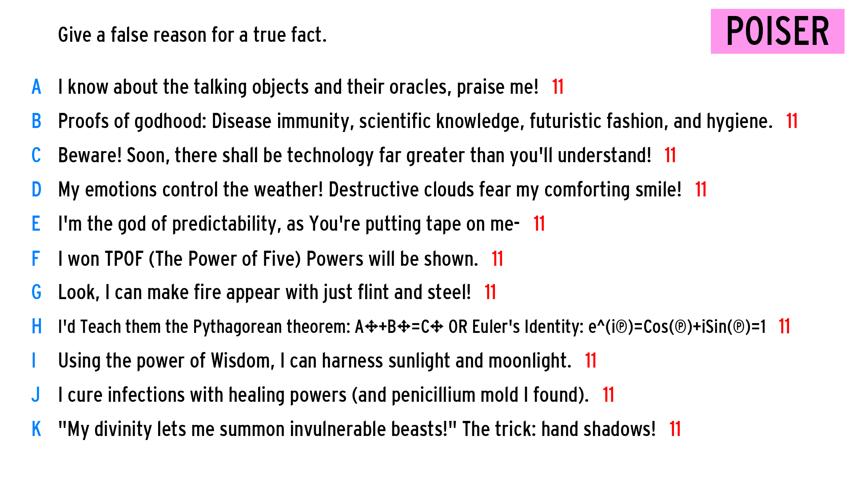 Give a false reason for a true fact.
POISER
A I know about the talking objects and their oracles, praise me! 11
B Proofs of godhood: Disease immunity, scientific knowledge, futuristic fashion, and hygiene. 11
C Beware! Soon, there shall be technology far greater than you'll understand! 11
D My emotions control the weather! Destructive clouds fear my comforting smile! 11
E I'm the god of predictability, as You're putting tape on me- 11
F I won TPOF (The Power of Five) Powers will be shown. 11
G Look, I can make fire appear with just flint and steel! 11
H I'd Teach them the Pythagorean theorem: A✥+B✥=C✥ OR Euler's Identity: e^(i℗)=Cos(℗)+iSin(℗)=1 11
I Using the power of Wisdom, I can harness sunlight and moonlight. 11
J I cure infections with healing powers (and penicillium mold I found). 11
K "My divinity lets me summon invulnerable beasts!" The trick: hand shadows! 11